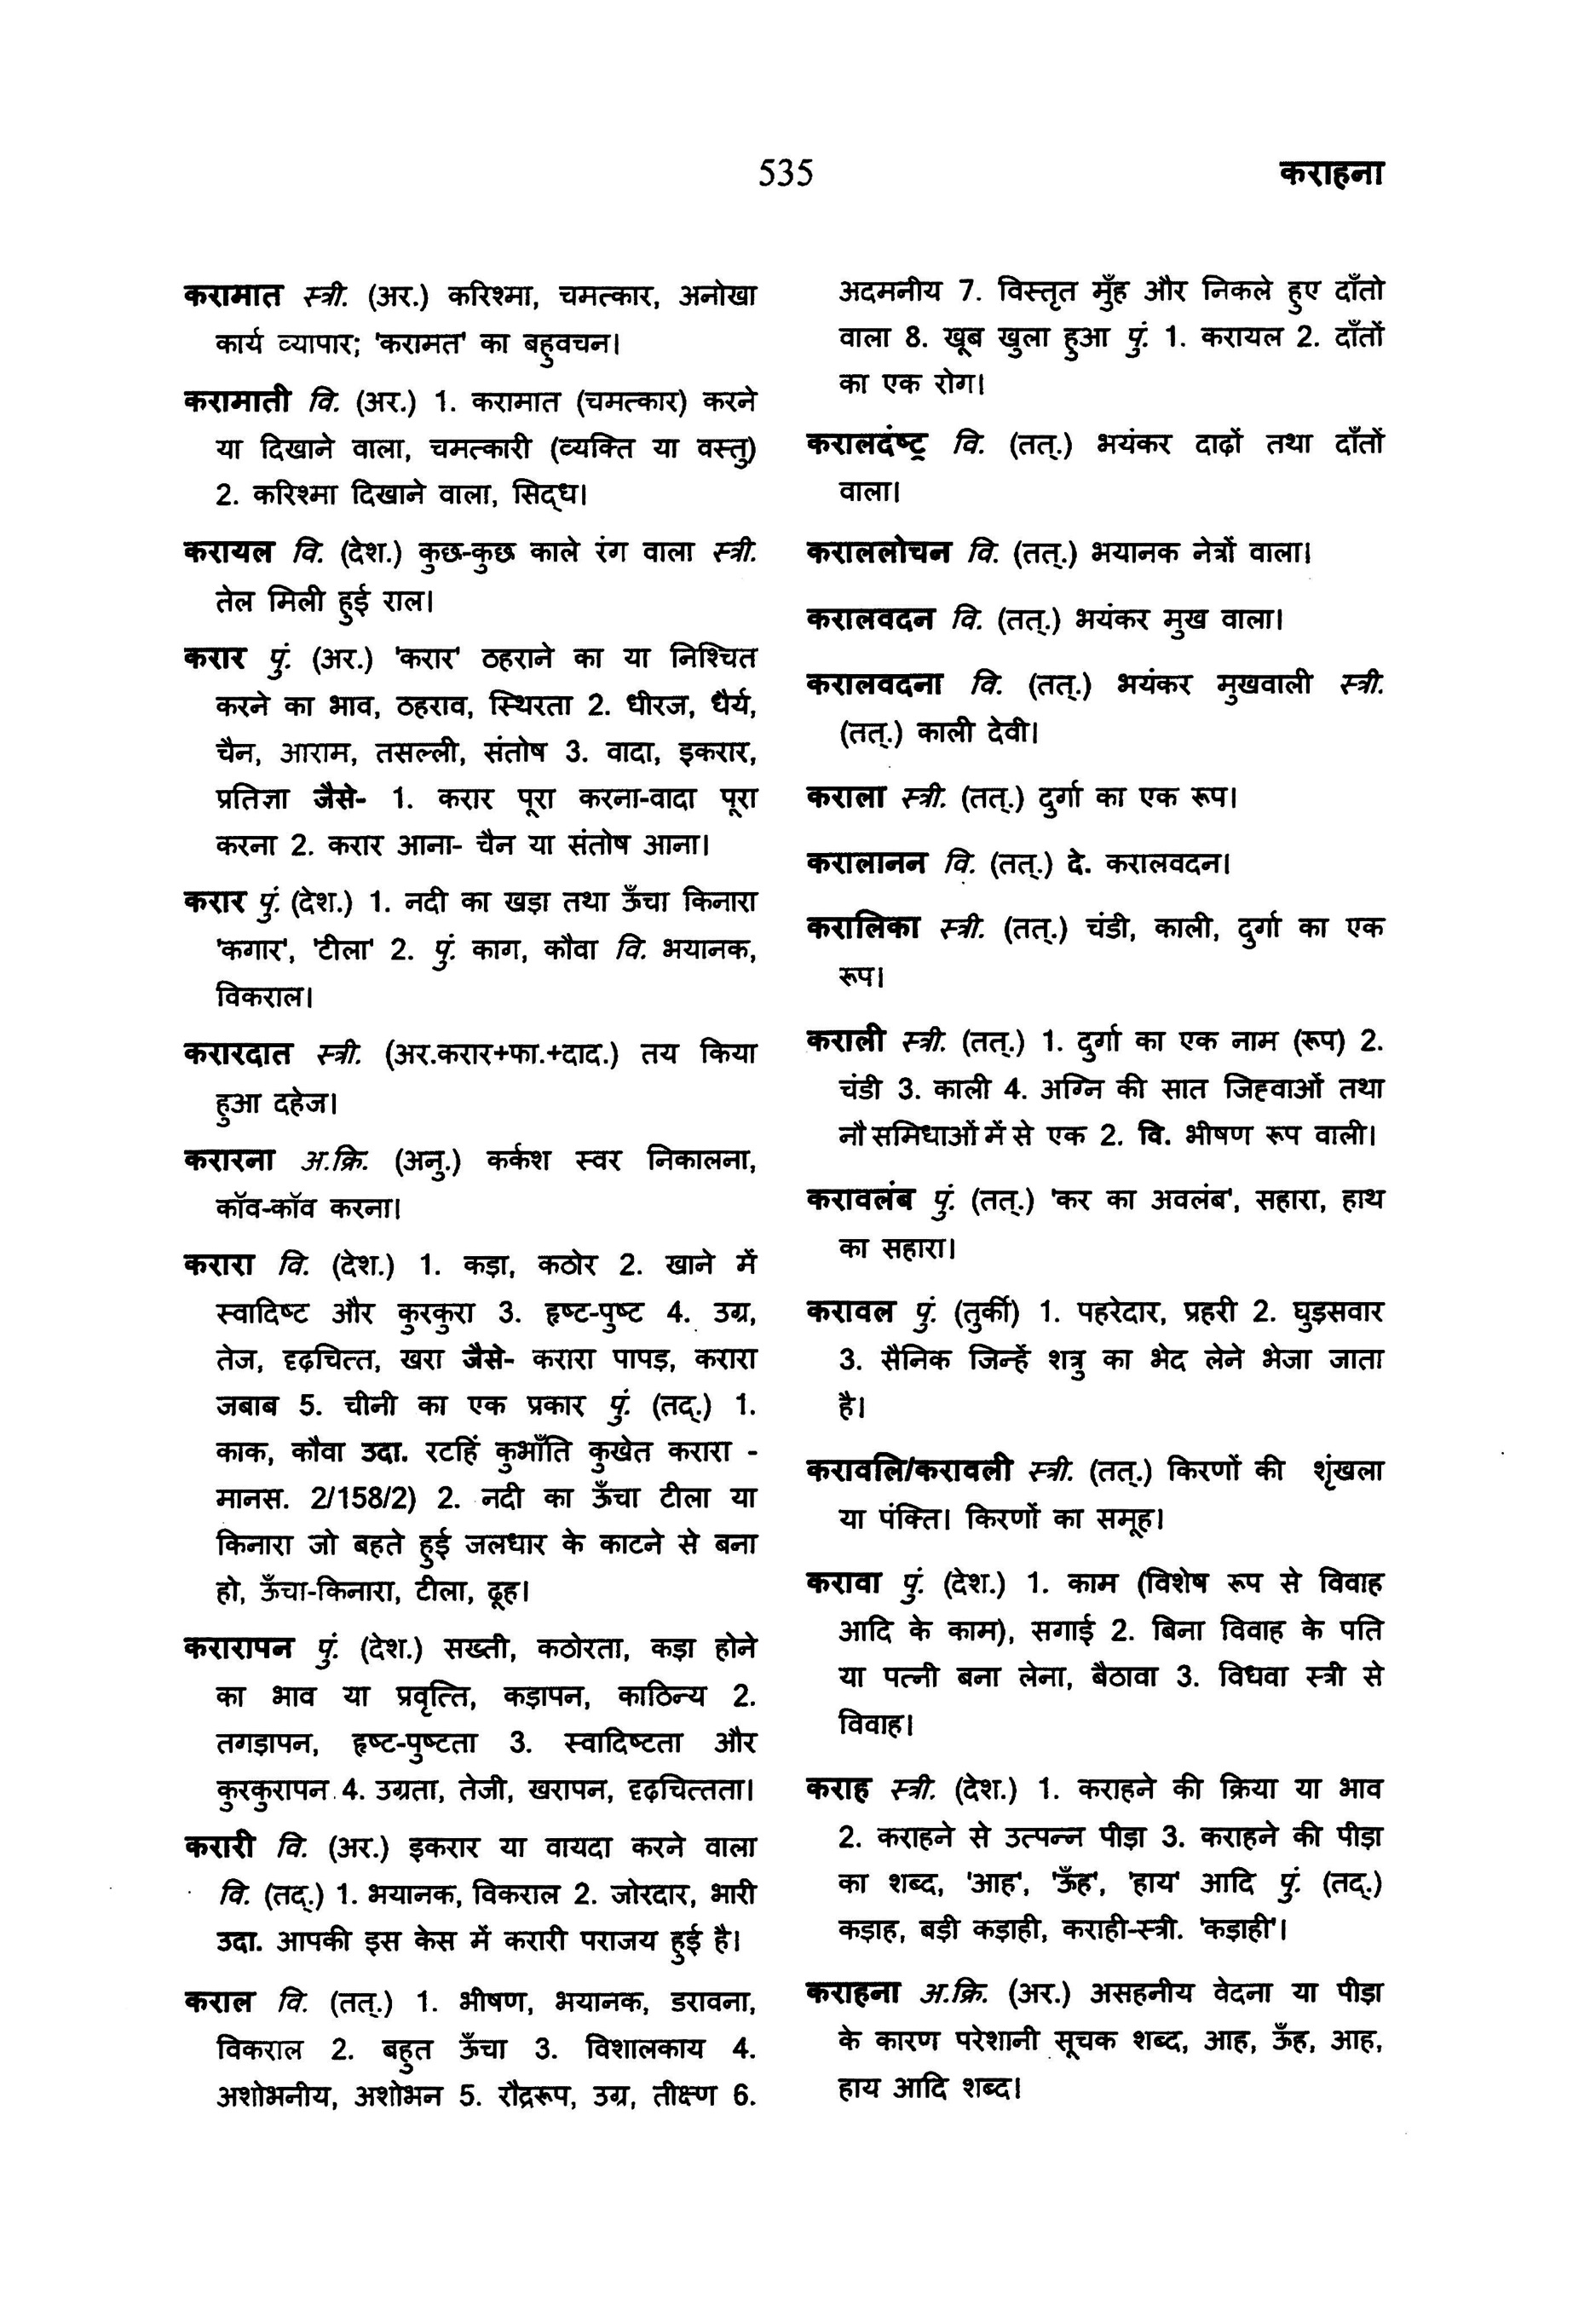 535
कराहना
करामात स्त्री. (अर.) करिश्मा, चमत्कार, अनोखा
कार्य व्यापार; 'करामत' का बहुवचन।
करामाती वि. (अर.) 1. करामात (चमत्कार) करने
या दिखाने वाला, चमत्कारी (व्यक्ति या वस्तु)
2. करिश्मा दिखाने वाला, सिद्ध।
करायल वि. (देश.) कुछ-कुछ काले रंग वाला स्त्री.
तेल मिली हुई राल।
करार पुं. (अर.) 'करार' ठहराने का या निश्चित
करने का भाव, ठहराव, स्थिरता 2. धीरज, धैर्य,
चैन, आराम, तसल्ली, संतोष 3. वादा, इकरार,
प्रतिज्ञा जैसे- 1. करार पूरा करना-वादा पूरा
करना 2. करार आना- चैन या संतोष आना।
करार पुं. (देश.) 1. नदी का खड़ा तथा ऊँचा किनारा
'कगार', 'टीला' 2. पुं. काग, कौवा वि. भयानक,
विकराल।
करारदात स्त्री. (अर.करार+फा.+दाद.) तय किया
हुआ दहेज।
करारना अ.क्रि. (अनु.) कर्कश स्वर निकालना,
कॉव-कॉव करना।
करारा वि. (देश.) 1. कड़ा, कठोर 2. खाने में
स्वादिष्ट और कुरकुरा 3. हृष्ट-पुष्ट 4. उग्र,
तेज, दृढ़चित्त, खरा जैसे- करारा पापड़, करारा
जबाब 5. चीनी का एक प्रकार पुं. (तद्.) 1.
काक, कौवा उदा. रटहिं कुभाँति कुखेत करारा -
मानस. 2/158/2) 2. नदी का ऊँचा टीला या
किनारा जो बहते हुई जलधार के काटने से बना
हो, ऊँचा-किनारा, टीला, ढूह।
करारापन पुं. (देश.) सख्ती, कठोरता, कड़ा होने
का भाव या प्रवृत्ति, कड़ापन, काठिन्य 2.
तगड़ापन, हृष्ट-पुष्टता 3. स्वादिष्टता और
कुरकुरापन 4. उग्रता, तेजी, खरापन, दृढ़चित्तता।
करारी वि. (अर.) इकरार या वायदा करने वाला
वि. (तद्.) 1. भयानक, विकराल 2. जोरदार, भारी
उदा. आपकी इस केस में करारी पराजय हुई है।
कराल वि. (तत्.) 1. भीषण, भयानक, डरावना,
विकराल 2. बहुत ऊँचा 3. विशालकाय 4.
अशोभनीय, अशोभन 5. रौद्ररूप, उग्र, तीक्ष्ण 6.
अदमनीय 7. विस्तृत मुँह और निकले हुए दाँतो
वाला 8. खूब खुला हुआ पुं. 1. करायल 2. दाँतों
का एक रोग।
करालदंष्ट्र वि. (तत्.) भयंकर दाढ़ों तथा दाँतों
वाला।
कराललोचन वि. (तत्.) भयानक नेत्रों वाला।
करालवदन वि. (तत्.) भयंकर मुख वाला।
करालवदना वि. (तत्.) भयंकर मुखवाली स्त्री.
(तत्.) काली देवी।
कराला स्त्री. (तत्.) दुर्गा का एक रूप।
करालानन वि. (तत्.) दे. करालवदन।
करालिका स्त्री. (तत्.) चंडी, काली, दुर्गा का एक
रूप।
कराली स्त्री. (तत्.) 1. दुर्गा का एक नाम (रूप) 2.
चंडी 3. काली 4. अग्नि की सात जिह्वाओं तथा
नौ समिधाओं में से एक 2. वि. भीषण रूप वाली।
करावलंब पुं. (तत्.) 'कर का अवलंब', सहारा, हाथ
का सहारा।
करावल पुं. (तुर्की) 1. पहरेदार, प्रहरी 2. घुड़सवार
3. सैनिक जिन्हें शत्रु का भेद लेने भेजा जाता
है।
करावलि/करावली स्त्री. (तत्.) किरणों की शृंखला
या पंक्ति। किरणों का समूह।
करावा पुं. (देश.) 1. काम (विशेष रूप से विवाह
आदि के काम), सगाई 2. बिना विवाह के पति
या पत्नी बना लेना, बैठावा 3. विधवा स्त्री से
विवाह।
कराह स्त्री. (देश.) 1. कराहने की क्रिया या भाव
2. कराहने से उत्पन्न पीड़ा 3. कराहने की पीड़ा
का शब्द, 'आह', 'ऊँह', 'हाय' आदि पुं. (तद्.)
कड़ाह, बड़ी कड़ाही, कराही-स्त्री. 'कड़ाही'।
कराहना अ.क्रि. (अर.) असहनीय वेदना या पीड़ा
के कारण परेशानी सूचक शब्द, आह, ऊँह, आह,
हाय आदि शब्द।